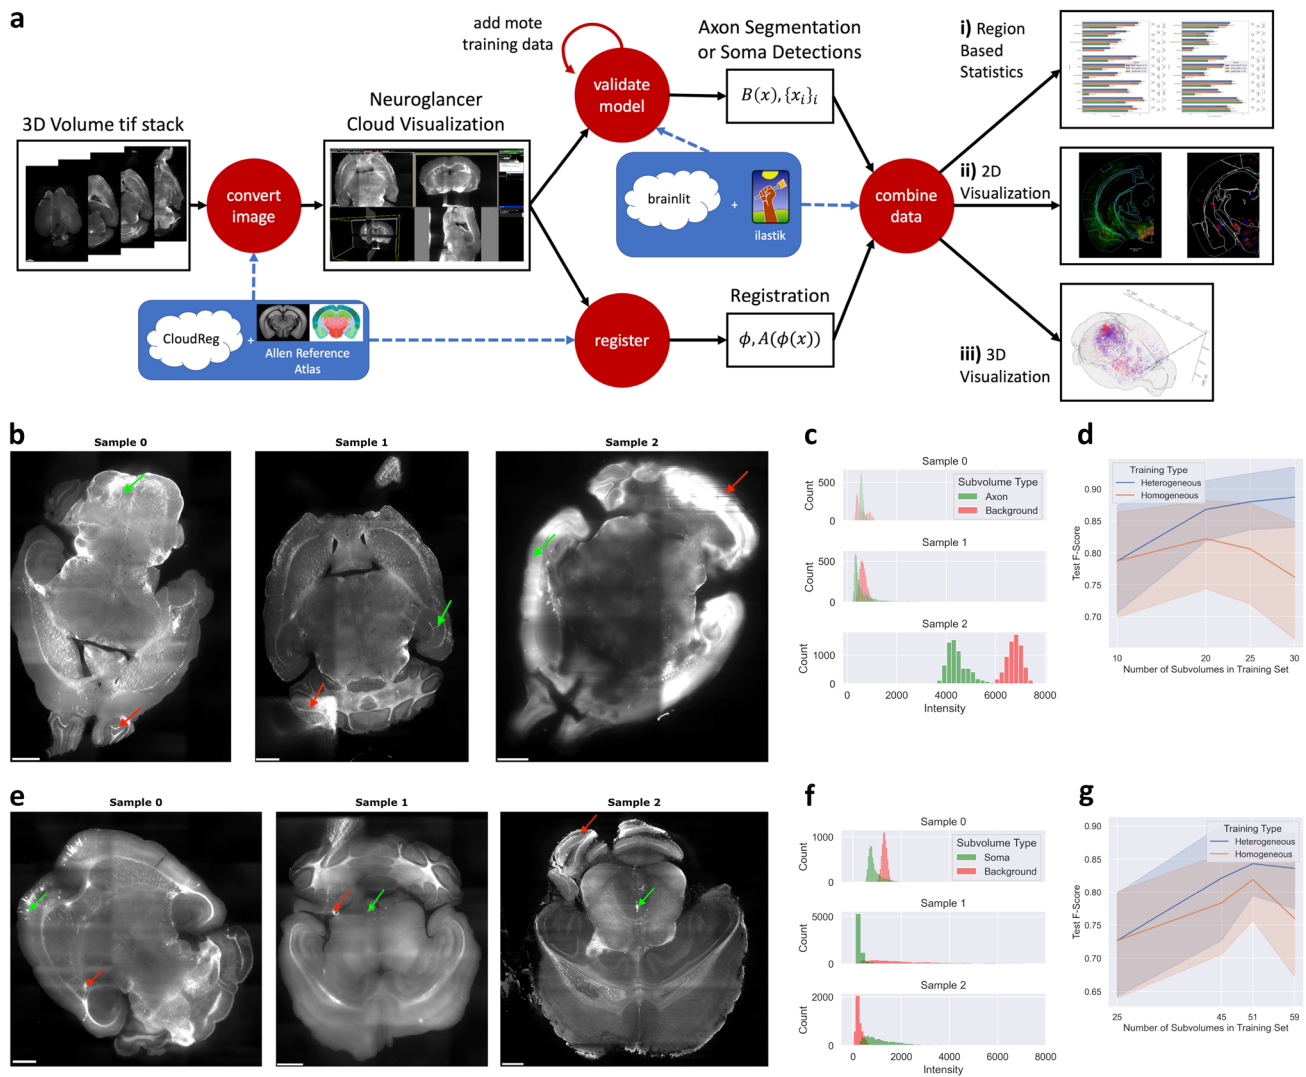 a
add mote
training data
validate
model
Axon Segmentation
or Soma Detections
B(x), {x_i}_i
i) Region
Based
Statistics
3D Volume tif stack
convert
image
Neuroglancer
Cloud Visualization
brainlit
+
ilastik
combine
data
ii) 2D
Visualization
CloudReg
+
Allen Reference
Atlas
register
Registration
ϕ, A(ϕ(x))
iii) 3D
Visualization
b
Sample 0
Sample 1
Sample 2
c
Sample 0
Count
500
0
Subvolume Type
Axon
Background
Sample 1
Count
500
0
Sample 2
Count
1000
0
0 2000 4000 6000 8000
Intensity
d
Training Type
Heterogeneous
Homogeneous
Test F-Score
0.90
0.85
0.80
0.75
0.70
10 20 25 30
Number of Subvolumes in Training Set
e
Sample 0
Sample 1
Sample 2
f
Sample 0
Count
1000
0
Subvolume Type
Soma
Background
Sample 1
Count
5000
0
Sample 2
Count
2000
0
0 2000 4000 6000 8000
Intensity
g
Training Type
Heterogeneous
Homogeneous
Test F-Score
0.90
0.85
0.80
0.75
0.70
0.65
25 45 51 59
Number of Subvolumes in Training Set